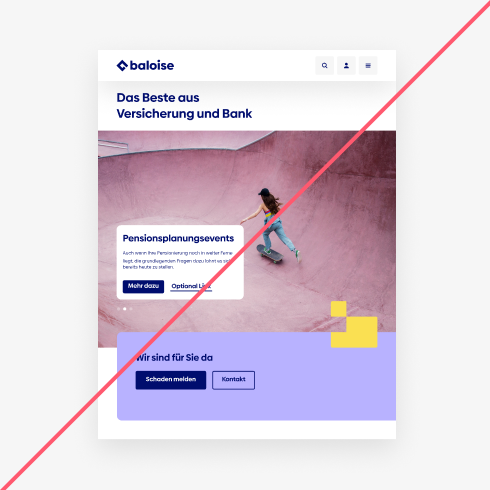 baloise
Das Beste aus
Versicherung und Bank
Pensionsplanungsevents
Auch wenn Ihre Pensionierung noch in weiter Ferne
liegt, die grundlegenden Fragen dazu lohnt es sich
bereits heute zu stellen.
Mehr dazu
Optional Link
Wir sind für Sie da
Schaden melden
Kontakt